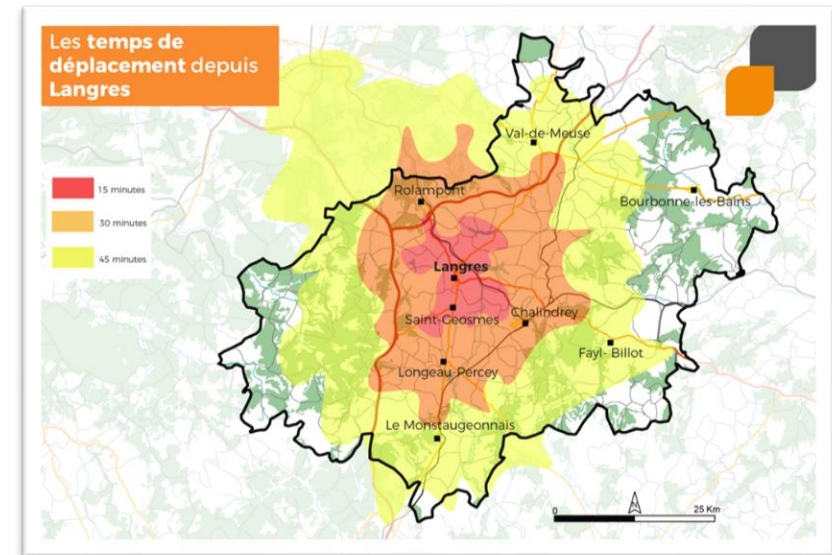 Les temps de
déplacement depuis
Langres
15 minutes
30 minutes
45 minutes
Val-de-Meuse
Rolampont
Bourbonne-les-Bains
Langres
Saint-Geosmes
Chalindrey
Fayl- Billot
Longeau-Percey
Le Monstaugeonnais
0
25 Km